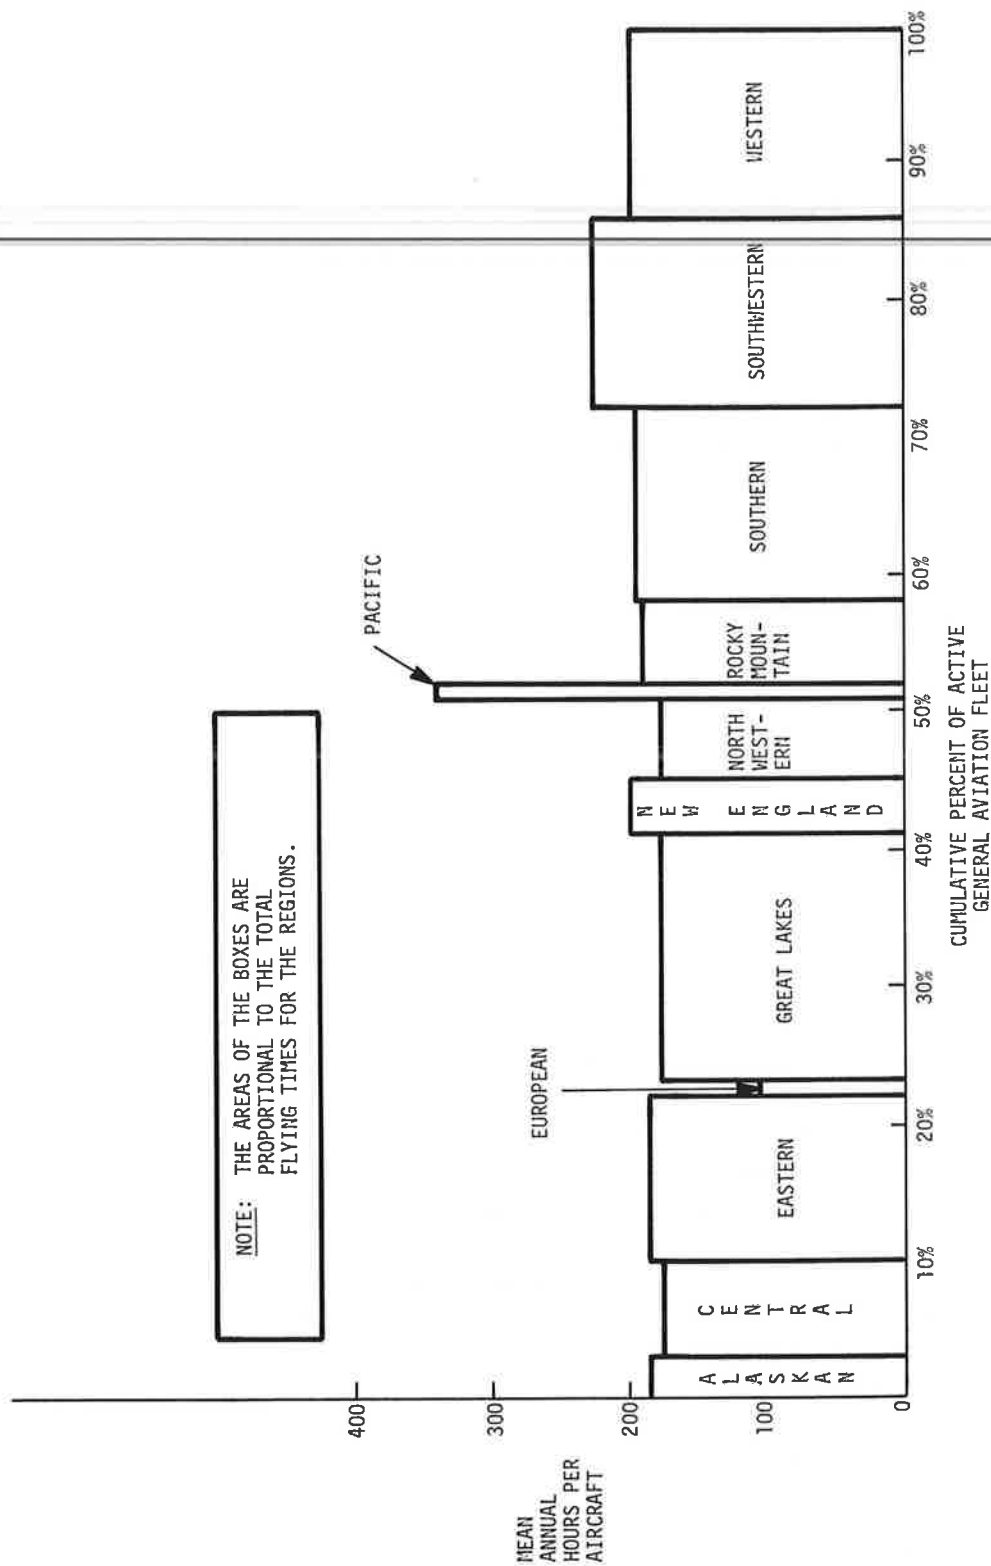 NOTE: THE AREAS OF THE BOXES ARE
PROPORTIONAL TO THE TOTAL
FLYING TIMES FOR THE REGIONS.
MEAN
ANNUAL
HOURS PER
AIRCRAFT
400
300
200
100
0
PACIFIC
EUROPEAN
ALASKAN
CENTRAL
EASTERN
GREAT LAKES
NEW ENGLAND
NORTH
WEST-
ERN
ROCKY
MOUN-
TAIN
SOUTHERN
SOUTHWESTERN
WESTERN
10%
20%
30%
40%
50%
60%
70%
80%
90%
100%
CUMULATIVE PERCENT OF ACTIVE
GENERAL AVIATION FLEET